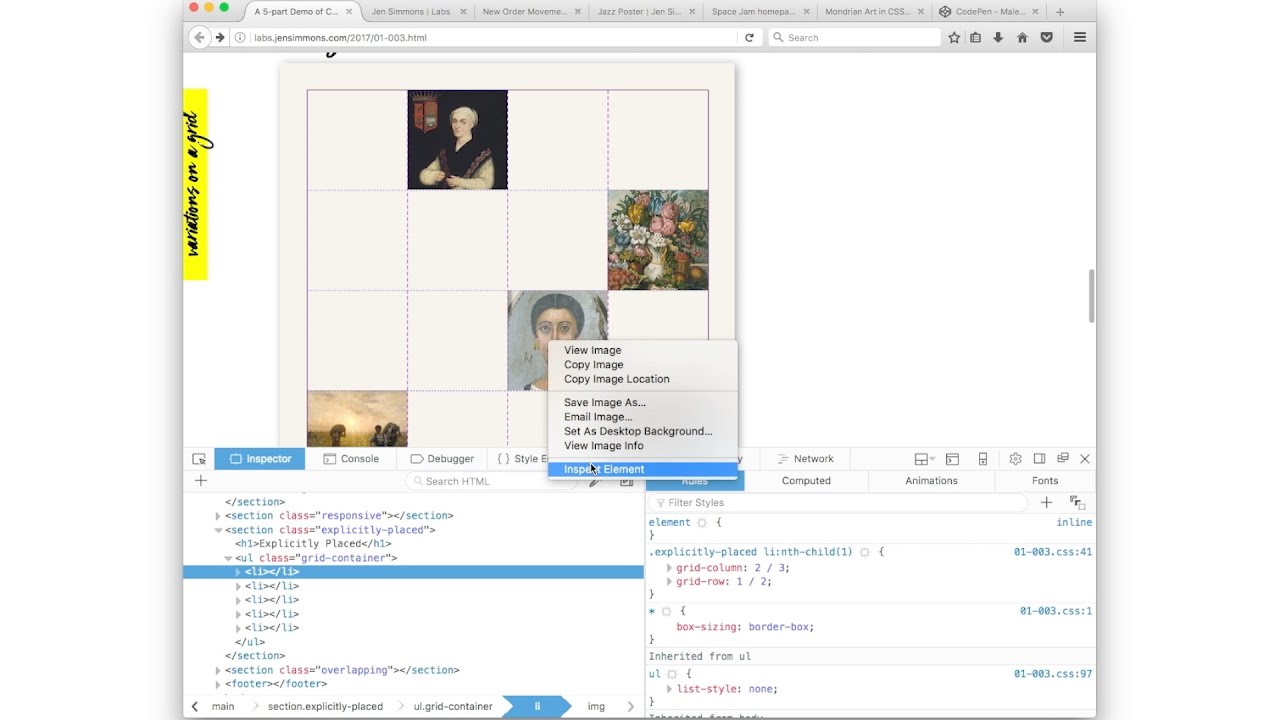 A 5-part Demo of C...
Jen Simmons | Labs
New Order Moveme...
Jazz Poster | Jen Si...
Space Jam homepa...
Mondrian Art in CSS...
CodePen - Male...
labs.jensimmons.com/2017/01-003.html
Search
variations on a grid
View Image
Copy Image
Copy Image Location
Save Image As...
Email Image...
Set As Desktop Background...
View Image Info
Inspect Element
Inspector
Console
Debugger
{ } Style E
Network
Search HTML
Rules
Computed
Animations
Fonts
</section>
<section class="responsive"></section>
<section class="explicitly-placed">
<h1>Explicitly Placed</h1>
<ul class="grid-container">
<li></li>
<li></li>
<li></li>
<li></li>
<li></li>
</ul>
</section>
<section class="overlapping"></section>
<footer></footer>
main
section.explicitly-placed
ul.grid-container
li
img
Filter Styles
element { inline
}
.explicitly-placed li:nth-child(1) { 01-003.css:41
grid-column: 2 / 3;
grid-row: 1 / 2;
}
* { 01-003.css:1
box-sizing: border-box;
}
Inherited from ul
ul { 01-003.css:97
list-style: none;
}
Inherited from body